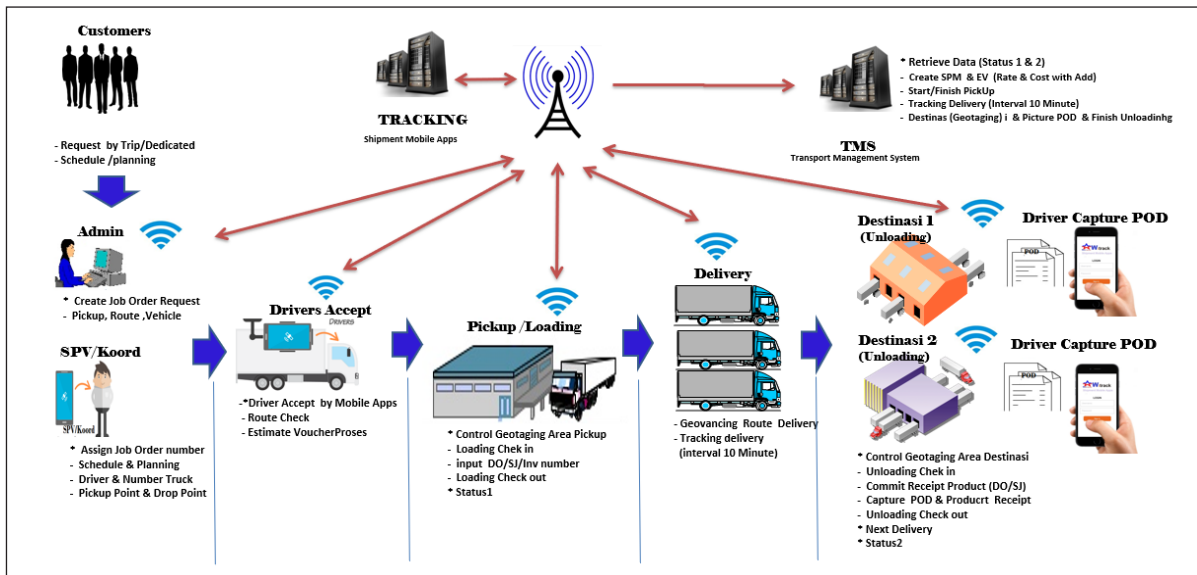 Customers
- Request by Trip/Dedicated
- Schedule /planning
TRACKING
Shipment Mobile Apps
* Retrieve Data (Status 1 & 2)
- Create SPM & EV (Rate & Cost with Add)
- Start/Finish PickUp
- Tracking Delivery (Interval 10 Minute)
- Destinas (Geotaging) i & Picture POD & Finish Unloadinhg
TMS
Transport Management System
Admin
* Create Job Order Request
- Pickup, Route ,Vehicle
SPV/Koord
SPV/Koord
* Assign Job Order number
- Schedule & Planning
- Driver & Number Truck
- Pickup Point & Drop Point
Drivers Accept
DRIVERS
-*Driver Accept by Mobile Apps
- Route Check
- Estimate VoucherProses
Pickup /Loading
* Control Geotaging Area Pickup
- Loading Chek in
- input DO/SJ/Inv number
- Loading Check out
* Status1
Delivery
- Geovancing Route Delivery
- Tracking delivery
(interval 10 Minute)
Destinasi 1
(Unloading)
Driver Capture POD
POD
Wtrack
Destinasi 2
(Unloading)
Driver Capture POD
POD
Wtrack
* Control Geotaging Area Destinasi
- Unloading Chek in
- Commit Receipt Product (DO/SJ)
- Capture POD & Producrt Receipt
- Unloading Check out
* Next Delivery
* Status2